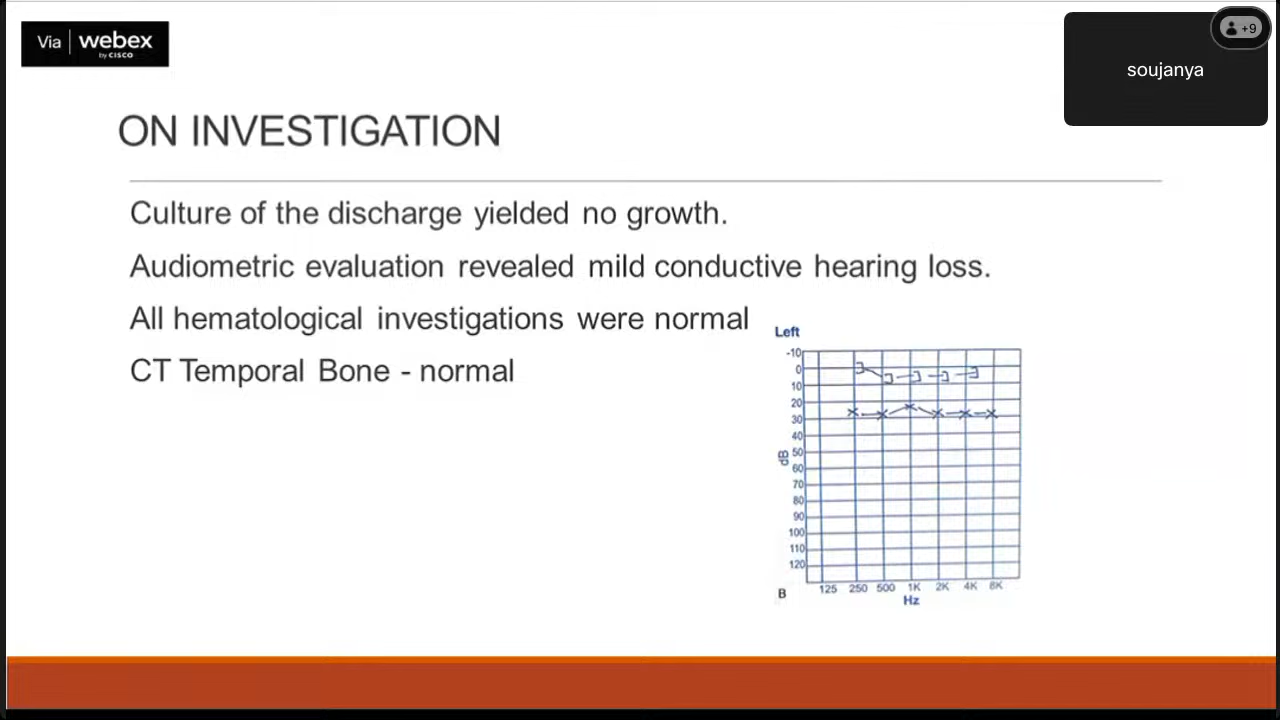 Via webex
by CISCO
+9
soujanya
ON INVESTIGATION
Culture of the discharge yielded no growth.
Audiometric evaluation revealed mild conductive hearing loss.
All hematological investigations were normal
CT Temporal Bone - normal
Left
-10
0
10
20
30
40
50
60
70
80
90
100
110
120
dB
125 250 500 1K 2K 4K 8K
Hz
B